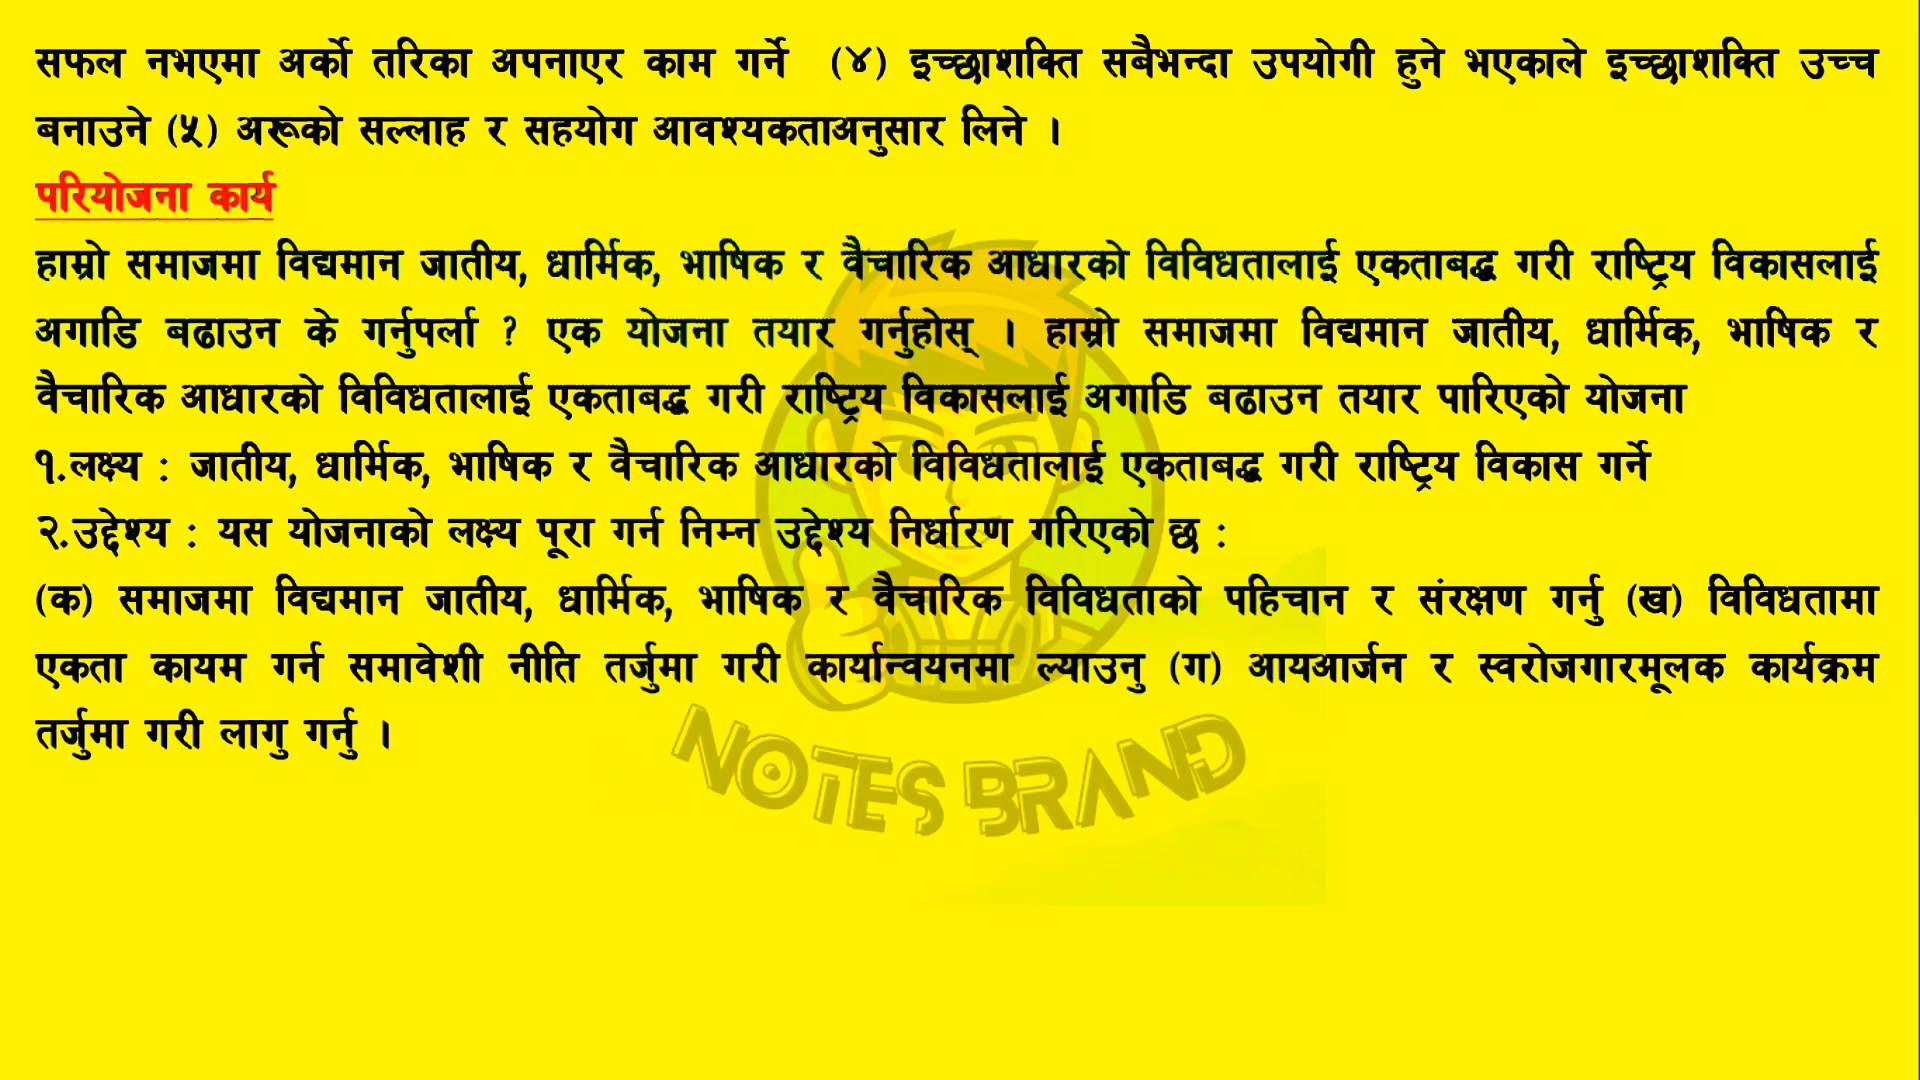 सफल नभएमा अर्को तरिका अपनाएर काम गर्ने (४) इच्छाशक्ति सबैभन्दा उपयोगी हुने भएकाले इच्छाशक्ति उच्च
बनाउने (५) अरूको सल्लाह र सहयोग आवश्यकताअनुसार लिने ।
परियोजना कार्य
हाम्रो समाजमा विद्यमान जातीय, धार्मिक, भाषिक र वैचारिक आधारको विविधतालाई एकताबद्ध गरी राष्ट्रिय विकासलाई
अगाडि बढाउन के गर्नुपर्ला ? एक योजना तयार गर्नुहोस् । हाम्रो समाजमा विद्यमान जातीय, धार्मिक, भाषिक र
वैचारिक आधारको विविधतालाई एकताबद्ध गरी राष्ट्रिय विकासलाई अगाडि बढाउन तयार पारिएको योजना
१.लक्ष्य : जातीय, धार्मिक, भाषिक र वैचारिक आधारको विविधतालाई एकताबद्ध गरी राष्ट्रिय विकास गर्ने
२.उद्देश्य : यस योजनाको लक्ष्य पूरा गर्न निम्न उद्देश्य निर्धारण गरिएको छ :
(क) समाजमा विद्यमान जातीय, धार्मिक, भाषिक र वैचारिक विविधताको पहिचान र संरक्षण गर्नु (ख) विविधतामा
एकता कायम गर्न समावेशी नीति तर्जुमा गरी कार्यान्वयनमा ल्याउनु (ग) आयआर्जन र स्वरोजगारमूलक कार्यक्रम
तर्जुमा गरी लागु गर्नु ।
NOTES BRAND